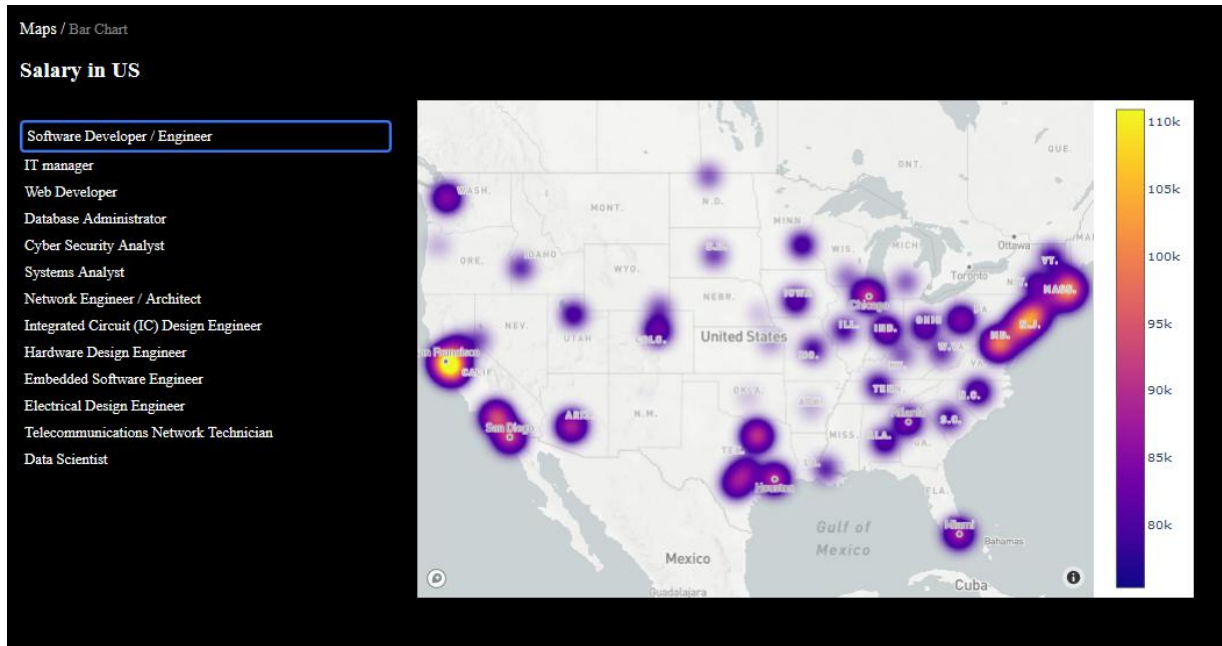 Maps / Bar Chart
Salary in US
Software Developer / Engineer
IT manager
Web Developer
Database Administrator
Cyber Security Analyst
Systems Analyst
Network Engineer / Architect
Integrated Circuit (IC) Design Engineer
Hardware Design Engineer
Embedded Software Engineer
Electrical Design Engineer
Telecommunications Network Technician
Data Scientist
ONT.
QUE.
WASH.
MONT.
N.D.
MINN.
Ottawa
ORE.
IDAHO
WYO.
WIS.
MICH.
Toronto
VT.
N.Y.
MASS.
NEBR.
IOWA
Chicago
NEV.
UTAH
COLO.
United States
ILL.
IND.
OHIO
PA.
N.J.
MD.
San Francisco
CALIF.
MO.
KY.
W.VA.
VA.
OKLA.
ARK.
TENN.
N.C.
San Diego
ARIZ.
N.M.
MISS.
ALA.
Atlanta
GA.
S.C.
TEX.
LA.
Houston
FLA.
Gulf of
Mexico
Miami
Bahamas
Mexico
Cuba
Guadalajara
110k
105k
100k
95k
90k
85k
80k